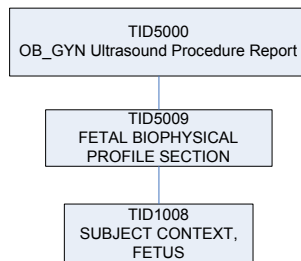 TID5000
OB_GYN Ultrasound Procedure Report
TID5009
FETAL BIOPHYSICAL
PROFILE SECTION
TID1008
SUBJECT CONTEXT,
FETUS